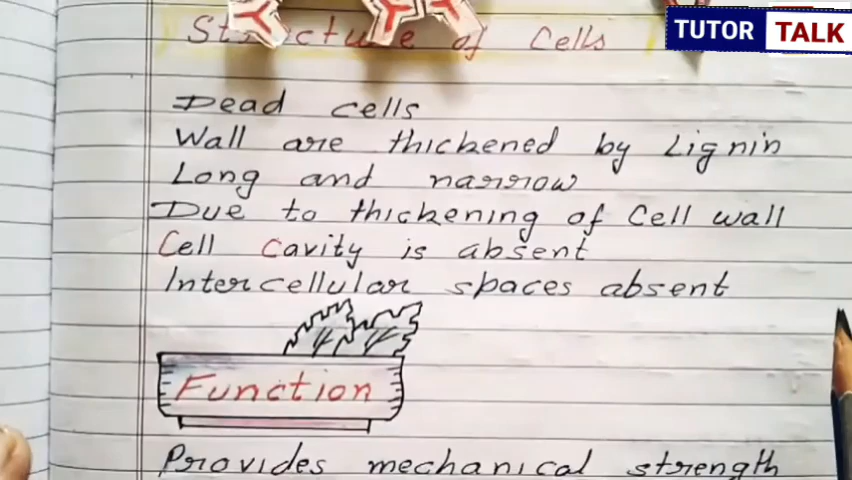 TUTOR TALK
Structure of Cells
Dead cells
Wall are thickened by Lignin
Long and narrow
Due to thickening of Cell wall
Cell Cavity is absent
Intercellular spaces absent
Function
Provides mechanical strength